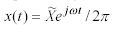 x(t) = X̃e^{jωt} / 2π